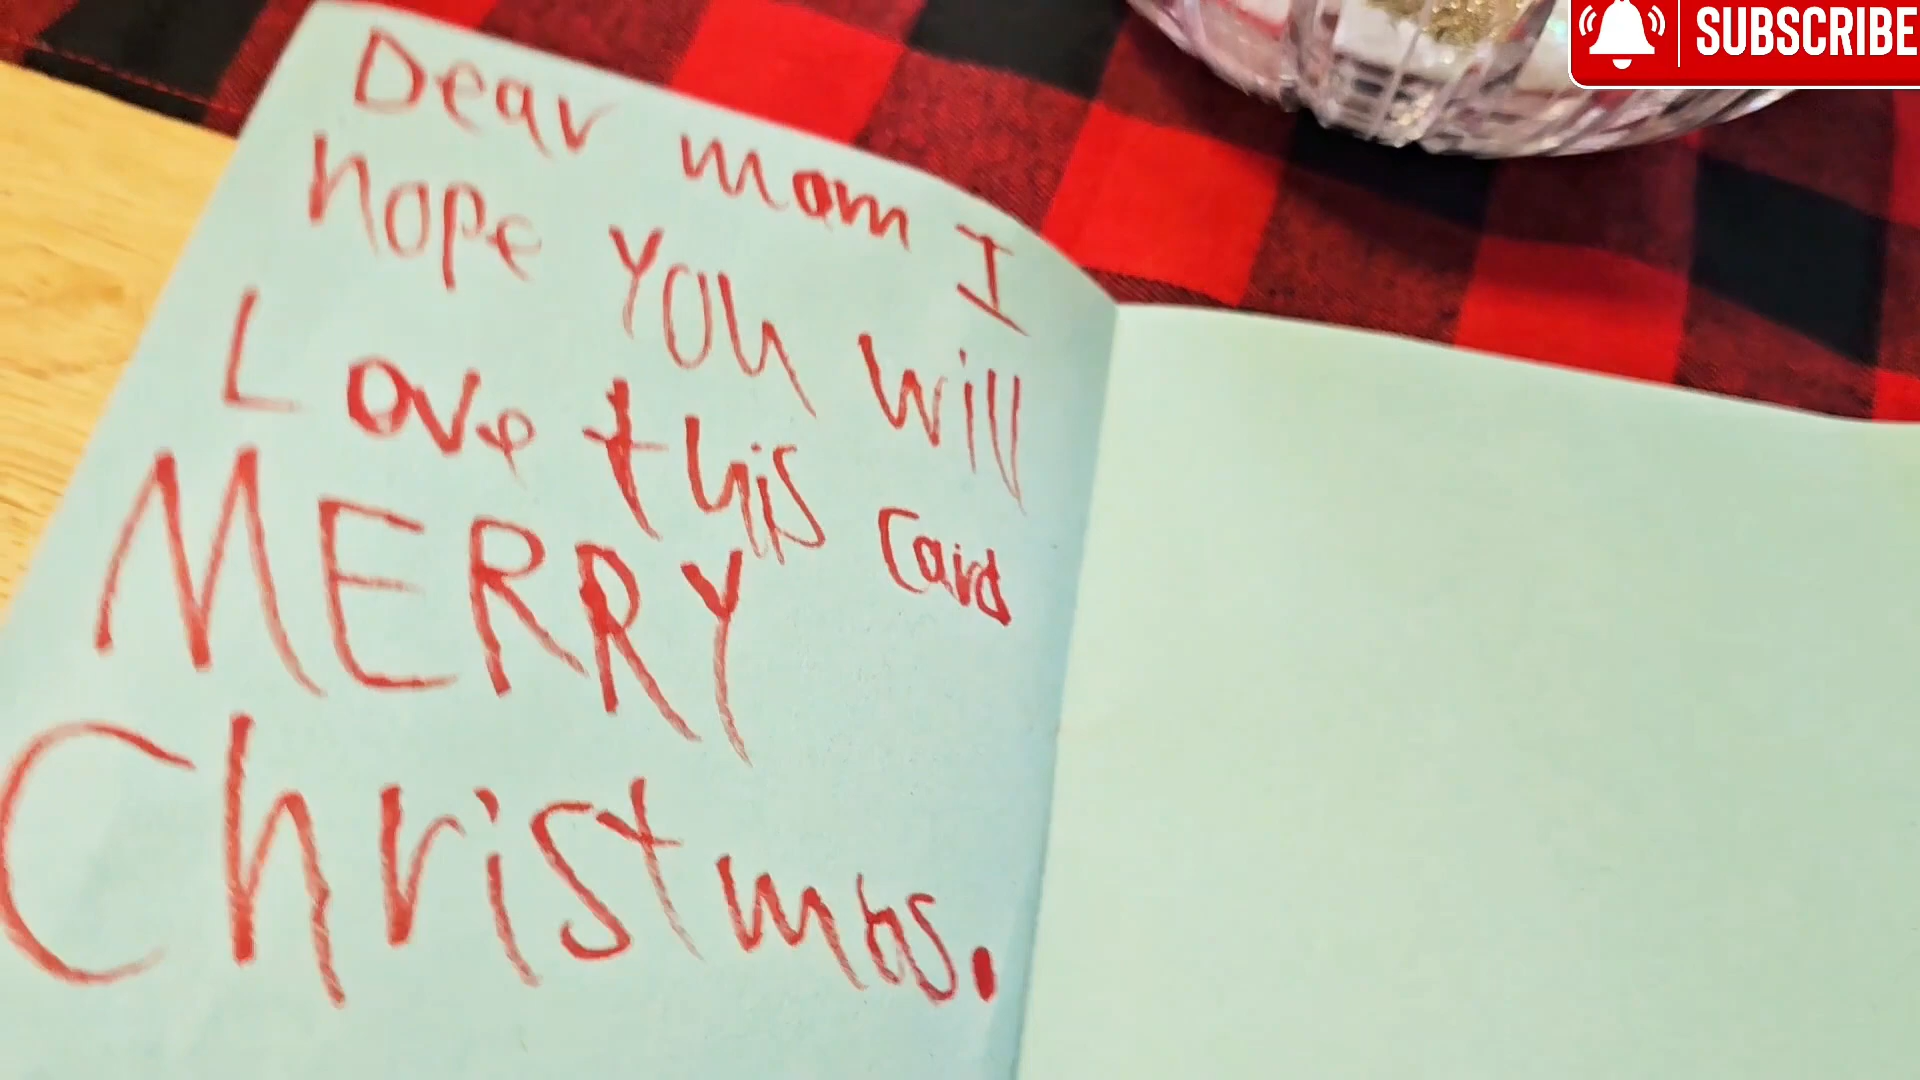 Dear mom I
hope you will
Love this Card
MERRY
Christmas.
SUBSCRIBE